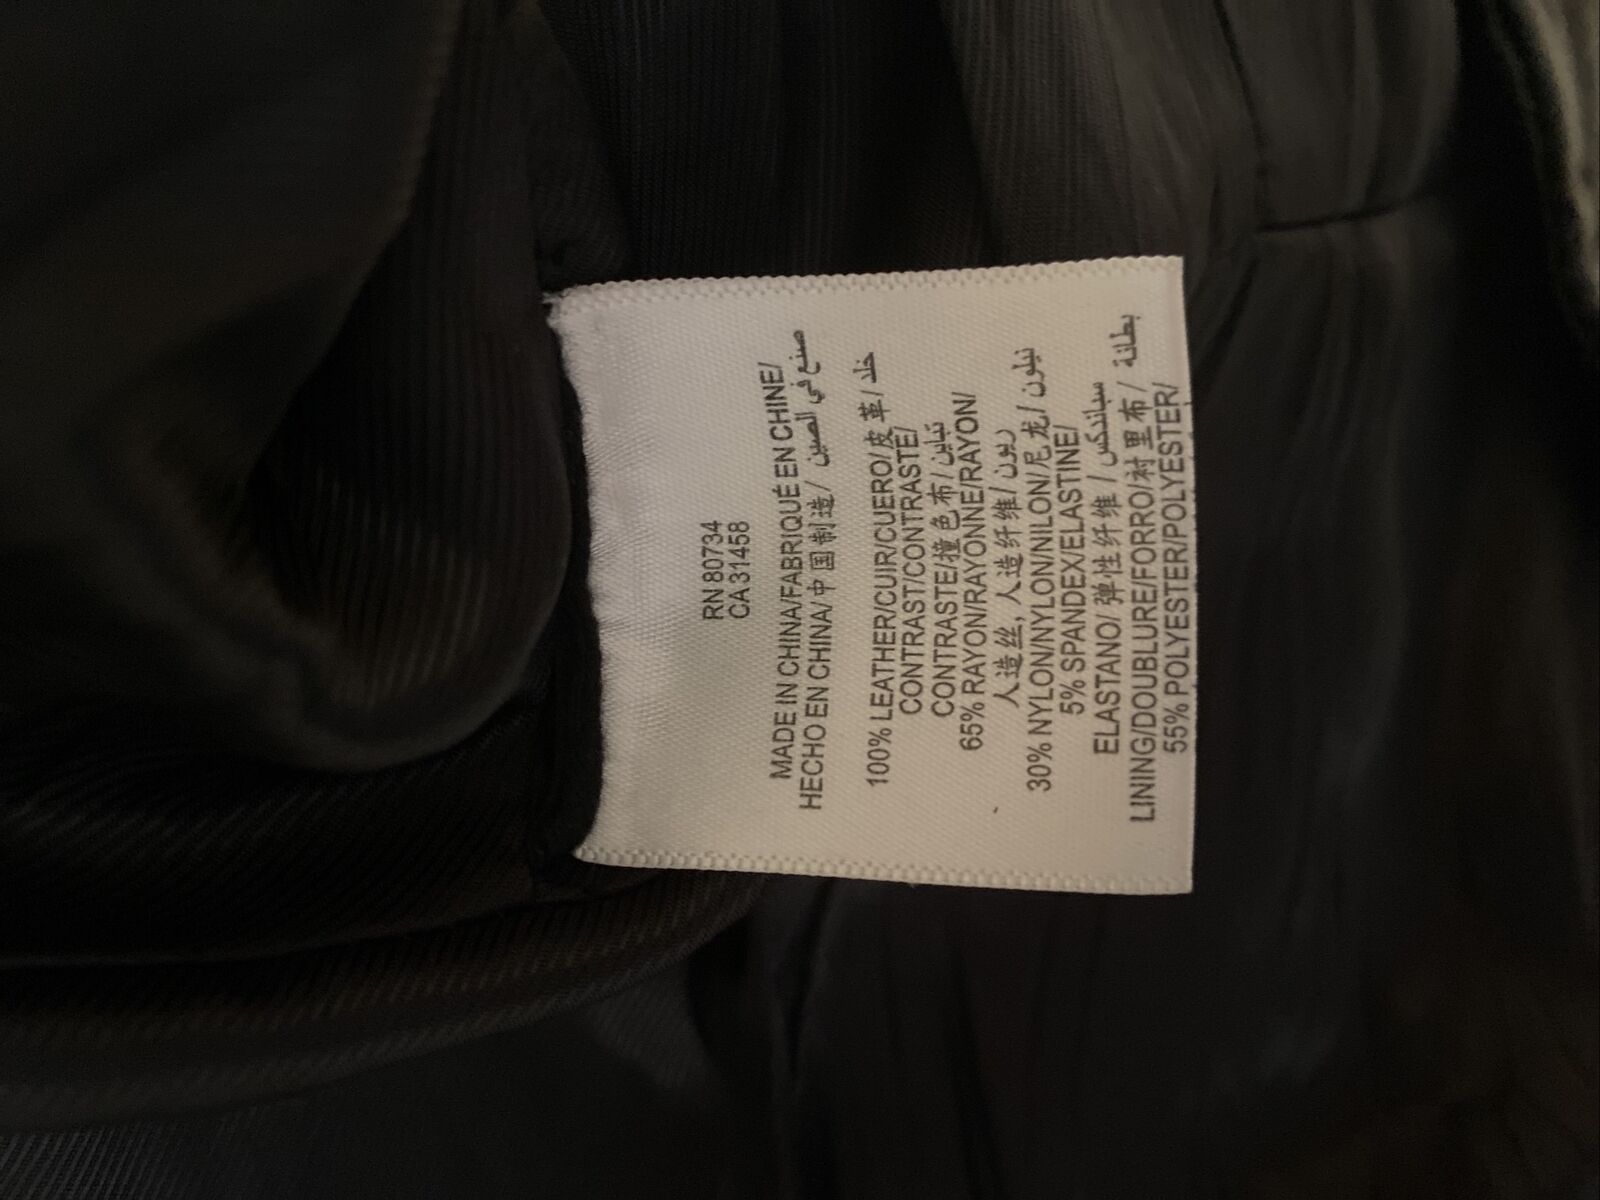 RN 80734
CA 31458
MADE IN CHINA/FABRIQUÉ EN CHINE/
HECHO EN CHINA/中国制造/ صنع في الصين
100% LEATHER/CUIR/CUERO/皮革/ جلد
CONTRAST/CONTRASTE/
CONTRASTE/撞色布/ تباين
65% RAYON/RAYONNE/RAYON/
人造丝, 人造纤维/ ريون
30% NYLON/NYLON/NILON/尼龙/ نيلون
5% SPANDEX/ELASTINE/
ELASTANO/ 弹性纤维 / سباندكس
LINING/DOUBLURE/FORRO/衬里布 / بطانة
55% POLYESTER/POLYESTER/